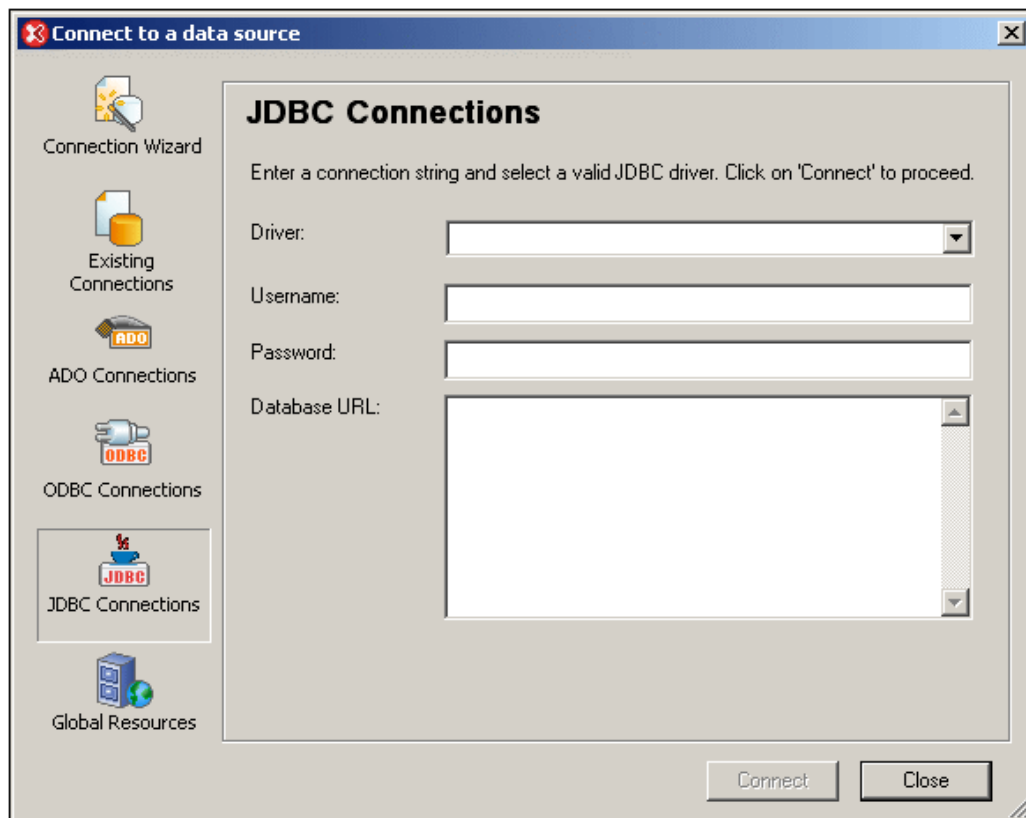 Connect to a data source
Connection Wizard
Existing
Connections
ADO
ADO Connections
ODBC
ODBC Connections
JDBC
JDBC Connections
Global Resources
JDBC Connections
Enter a connection string and select a valid JDBC driver. Click on 'Connect' to proceed.
Driver:
Username:
Password:
Database URL:
Connect
Close